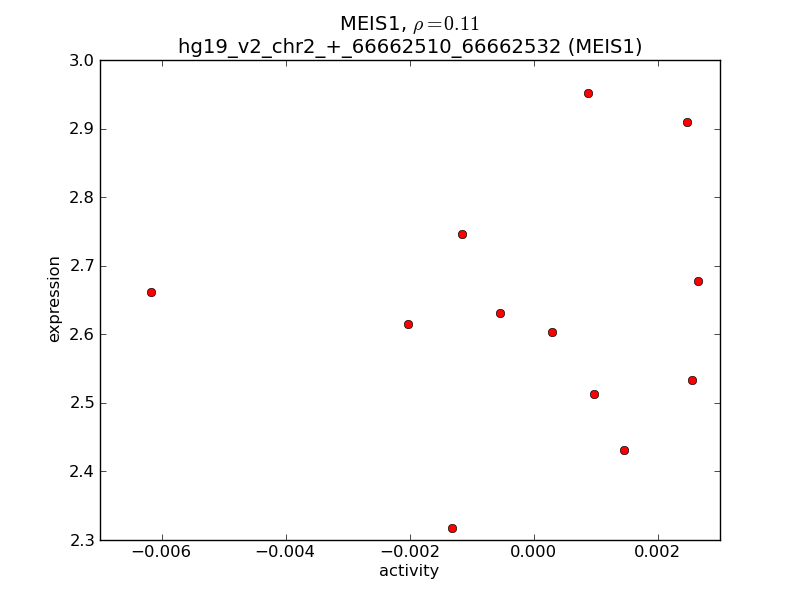 MEIS1, ρ=0.11
hg19_v2_chr2_+_66662510_66662532 (MEIS1)
3.0
2.9
2.8
2.7
2.6
2.5
2.4
2.3
expression
−0.006 −0.004 −0.002 0.000 0.002
activity